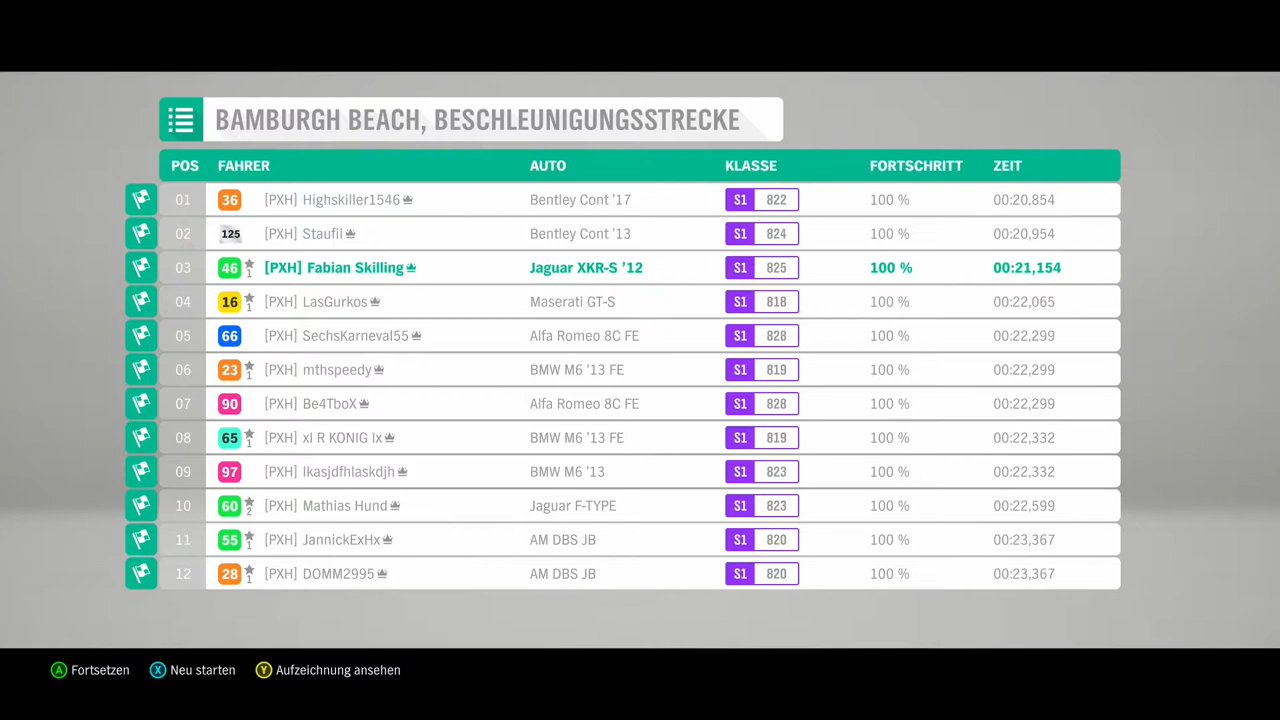 BAMBURGH BEACH, BESCHLEUNIGUNGSSTRECKE
POS FAHRER AUTO KLASSE FORTSCHRITT ZEIT
01 36 [PXH] Highskiller1546 Bentley Cont '17 S1 822 100 % 00:20,854
02 125 [PXH] Staufii Bentley Cont '13 S1 824 100 % 00:20,954
03 46 1 [PXH] Fabian Skilling Jaguar XKR-S '12 S1 825 100 % 00:21,154
04 16 1 [PXH] LasGurkos Maserati GT-S S1 818 100 % 00:22,065
05 66 [PXH] SechsKarneval55 Alfa Romeo 8C FE S1 828 100 % 00:22,299
06 23 1 [PXH] mthspeedy BMW M6 '13 FE S1 819 100 % 00:22,299
07 90 [PXH] Be4TboX Alfa Romeo 8C FE S1 828 100 % 00:22,299
08 65 1 [PXH] xI R KONIG Ix BMW M6 '13 FE S1 819 100 % 00:22,332
09 97 [PXH] lkasjdfhlaskdjh BMW M6 '13 S1 823 100 % 00:22,332
10 60 2 [PXH] Mathias Hund Jaguar F-TYPE S1 823 100 % 00:22,599
11 55 1 [PXH] JannickExHx AM DBS JB S1 820 100 % 00:23,367
12 28 1 [PXH] DOMM2995 AM DBS JB S1 820 100 % 00:23,367
A Fortsetzen X Neu starten Y Aufzeichnung ansehen